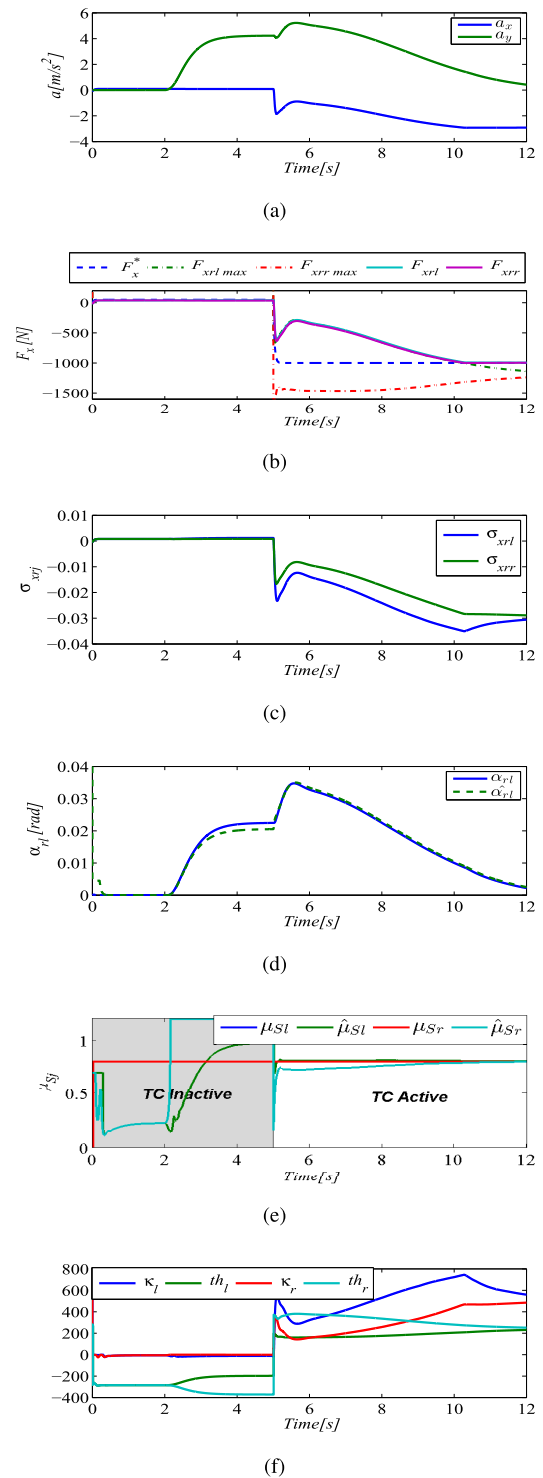 6
4
2
0
−2
−4
a[m/s²]
a_x
a_y
0 2 4 6 8 10 12
Time[s]
(a)
F*_x F_xrl max F_xrr max F_xrl F_xrr
0
−500
−1000
−1500
F_x [N]
0 2 4 6 8 10 12
Time[s]
(b)
0.01
0
−0.01
−0.02
−0.03
−0.04
σ_xrj
σ_xrl
σ_xrr
0 2 4 6 8 10 12
Time[s]
(c)
0.04
0.03
0.02
0.01
0
α_rl [rad]
α_rl
α̂_rl
0 2 4 6 8 10 12
Time[s]
(d)
μ_Sl μ̂_Sl μ_Sr μ̂_Sr
1
0.5
0
μ_Sj
TC Inactive
TC Active
0 2 4 6 8 10 12
Time[s]
(e)
κ_l th_l κ_r th_r
800
600
400
200
0
−200
−400
0 2 4 6 8 10 12
Time[s]
(f)